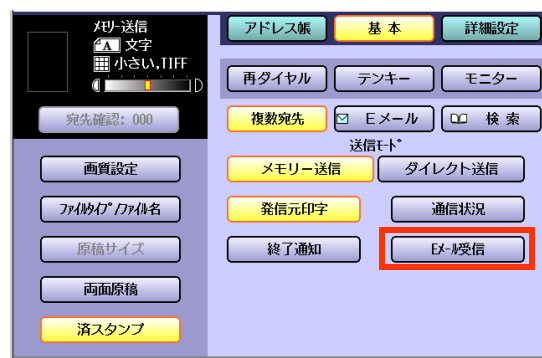 ﾒﾓﾘｰ送信
A 文字
小さい,TIFF
D
宛先確認: 000
画質設定
ﾌｧｲﾙﾀｲﾌﾟ/ﾌｧｲﾙ名
原稿サイズ
両面原稿
済スタンプ
アドレス帳
基 本
詳細設定
再ダイヤル
テンキー
モニター
複数宛先
Eメール
検 索
送信ﾓｰﾄﾞ
メモリー送信
ダイレクト送信
発信元印字
通信状況
終了通知
Eﾒｰﾙ受信